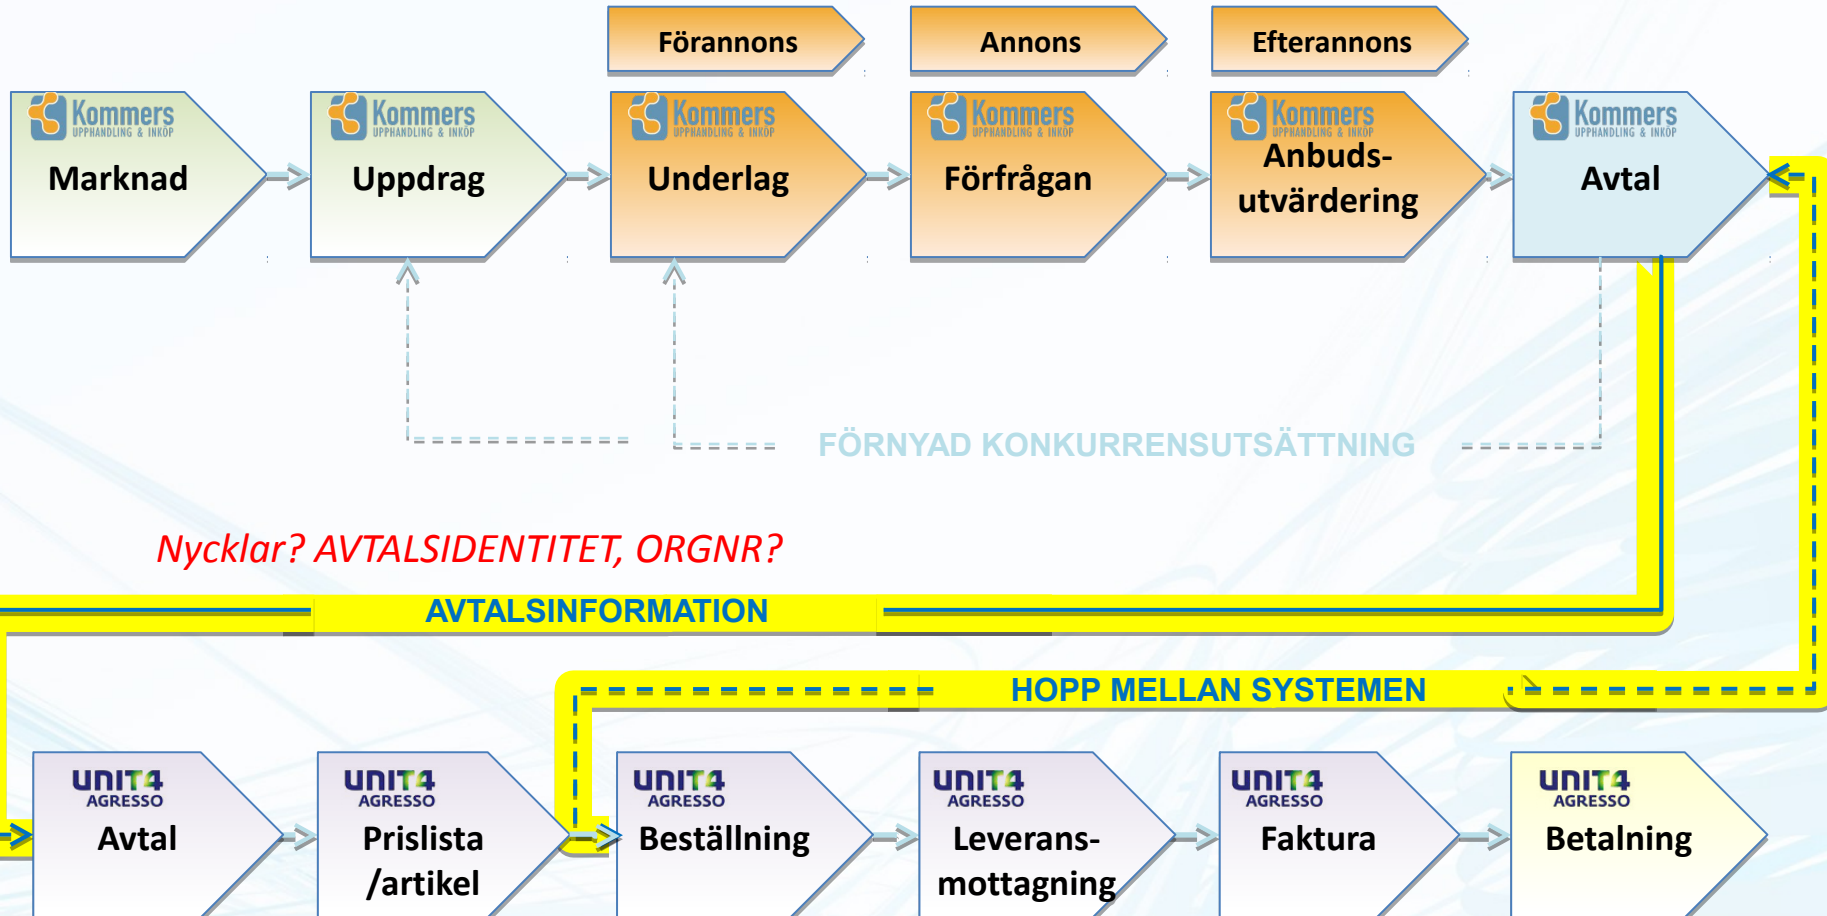 Förannons
Annons
Efterannons
Kommers
UPPHANDLING & INKÖP
Marknad
Kommers
UPPHANDLING & INKÖP
Uppdrag
Kommers
UPPHANDLING & INKÖP
Underlag
Kommers
UPPHANDLING & INKÖP
Förfrågan
Kommers
UPPHANDLING & INKÖP
Anbuds-
utvärdering
Kommers
UPPHANDLING & INKÖP
Avtal
FÖRNYAD KONKURRENSUTSÄTTNING
Nycklar? AVTALSIDENTITET, ORGNR?
AVTALSINFORMATION
HOPP MELLAN SYSTEMEN
UNIT4
AGRESSO
Avtal
UNIT4
AGRESSO
Prislista
/artikel
UNIT4
AGRESSO
Beställning
UNIT4
AGRESSO
Leverans-
mottagning
UNIT4
AGRESSO
Faktura
UNIT4
AGRESSO
Betalning